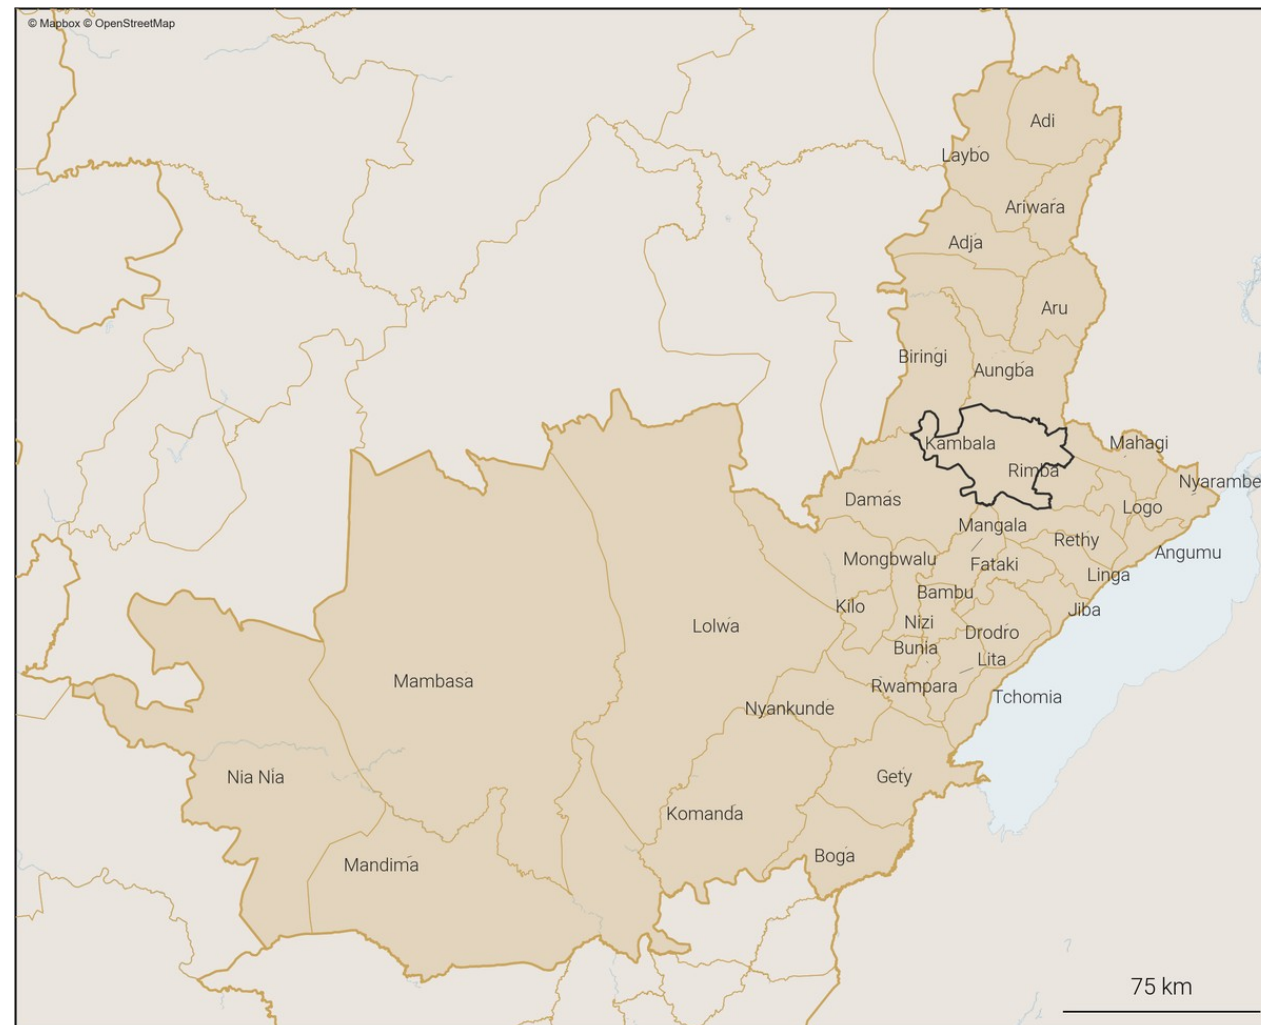 © Mapbox © OpenStreetMap
Adi
Laybo
Ariwara
Adja
Aru
Biringi
Aungba
Kambala
Mahagi
Rimba
Nyarambe
Damas
Logo
Mangala
Rethy
Angumu
Mongbwalu
Fataki
Linga
Bambu
Kilo
Jiba
Nizi
Lolwa
Drodro
Bunia
Lita
Mambasa
Rwampara
Tchomia
Nyankunde
Nia Nia
Gety
Komanda
Boga
Mandima
75 km